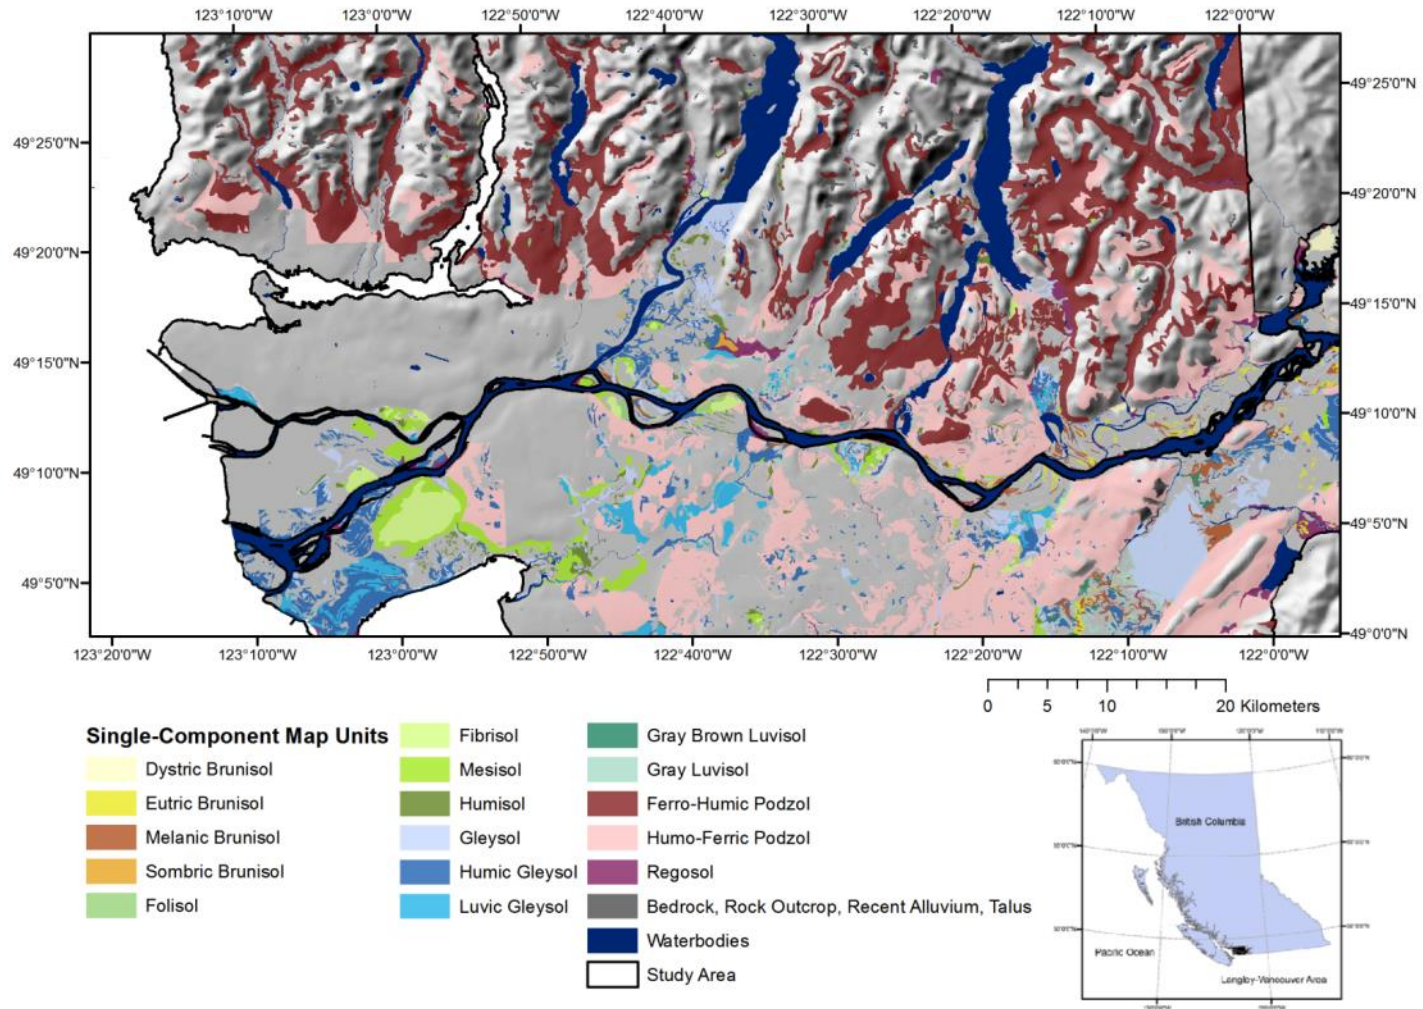 123°10'0"W 123°0'0"W 122°50'0"W 122°40'0"W 122°30'0"W 122°20'0"W 122°10'0"W 122°0'0"W
49°25'0"N
49°25'0"N
49°20'0"N
49°20'0"N
49°15'0"N
49°15'0"N
49°10'0"N
49°10'0"N
49°5'0"N
49°5'0"N
49°0'0"N
123°20'0"W 123°10'0"W 123°0'0"W 122°50'0"W 122°40'0"W 122°30'0"W 122°20'0"W 122°10'0"W 122°0'0"W
0 5 10 20 Kilometers
Single-Component Map Units
Dystric Brunisol
Eutric Brunisol
Melanic Brunisol
Sombric Brunisol
Folisol
Fibrisol
Mesisol
Humisol
Gleysol
Humic Gleysol
Luvic Gleysol
Gray Brown Luvisol
Gray Luvisol
Ferro-Humic Podzol
Humo-Ferric Podzol
Regosol
Bedrock, Rock Outcrop, Recent Alluvium, Talus
Waterbodies
Study Area
British Columbia
Pacific Ocean
Langley-Vancouver Area